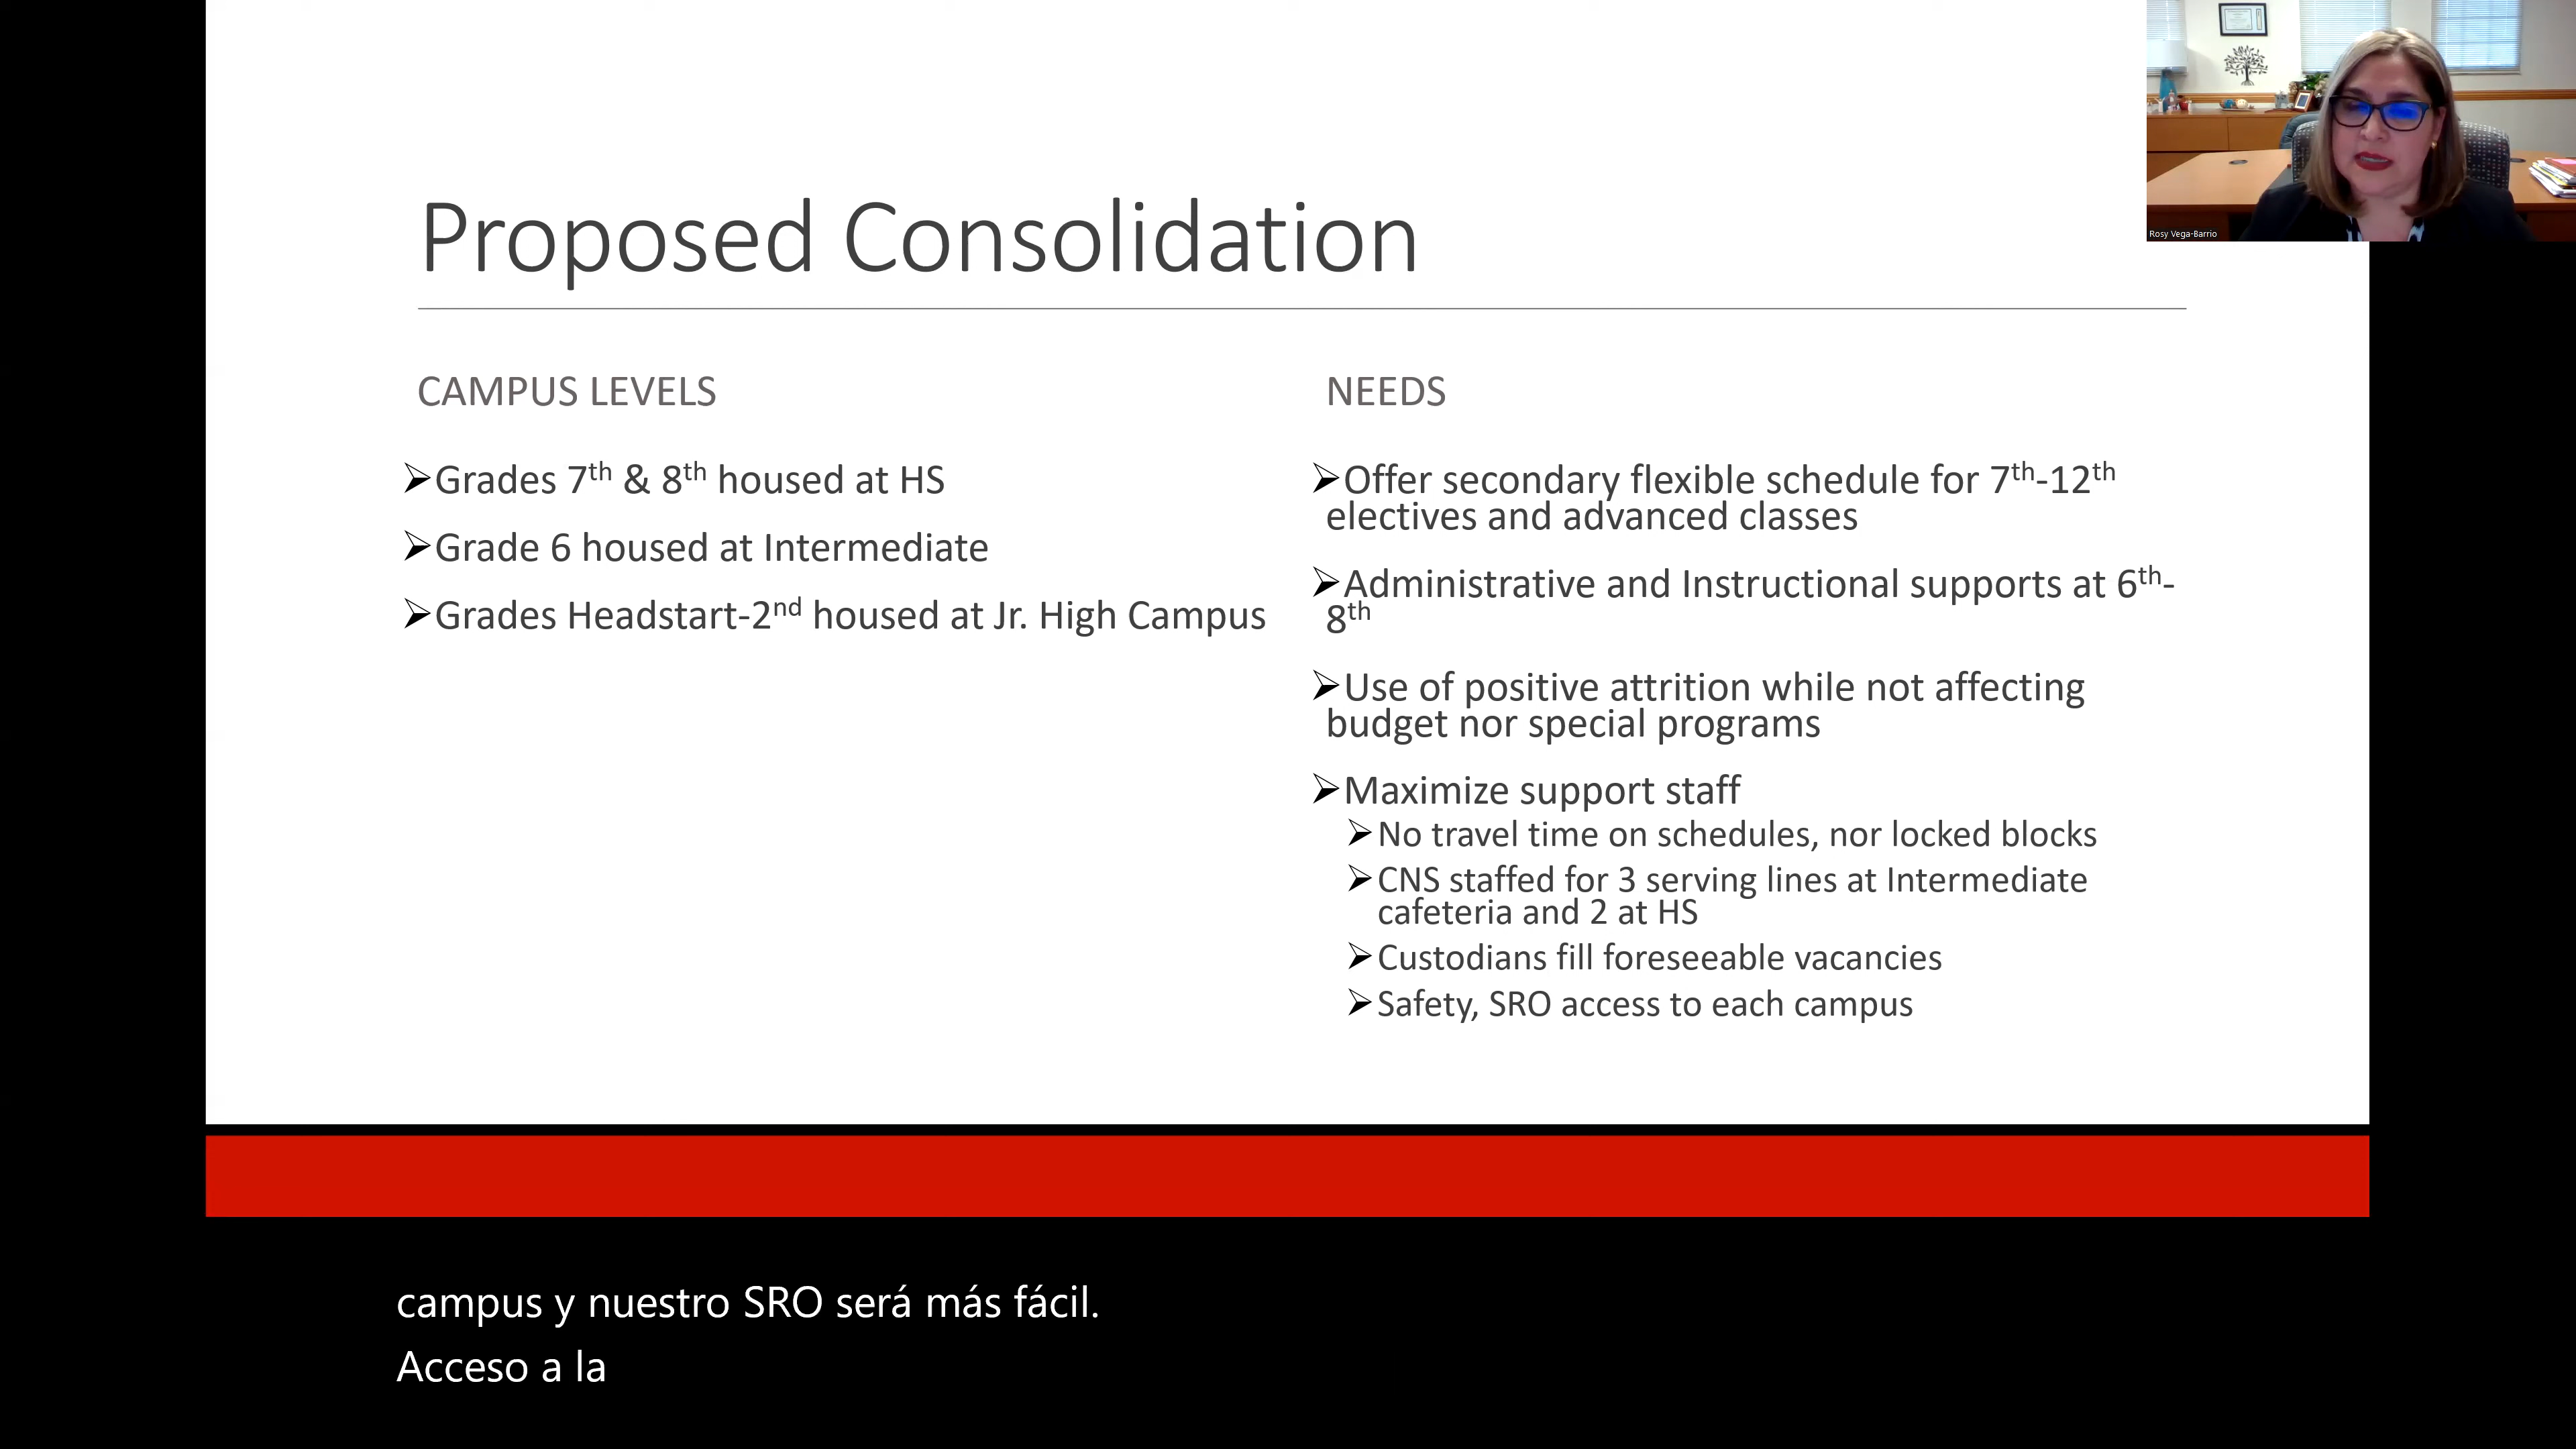 Proposed Consolidation
CAMPUS LEVELS
➢Grades 7th & 8th housed at HS
➢Grade 6 housed at Intermediate
➢Grades Headstart-2nd housed at Jr. High Campus
NEEDS
➢Offer secondary flexible schedule for 7th-12th
electives and advanced classes
➢Administrative and Instructional supports at 6th-
8th
➢Use of positive attrition while not affecting
budget nor special programs
➢Maximize support staff
➢No travel time on schedules, nor locked blocks
➢CNS staffed for 3 serving lines at Intermediate
cafeteria and 2 at HS
➢Custodians fill foreseeable vacancies
➢Safety, SRO access to each campus
Rosy Vega-Barrio
campus y nuestro SRO será más fácil.
Acceso a la